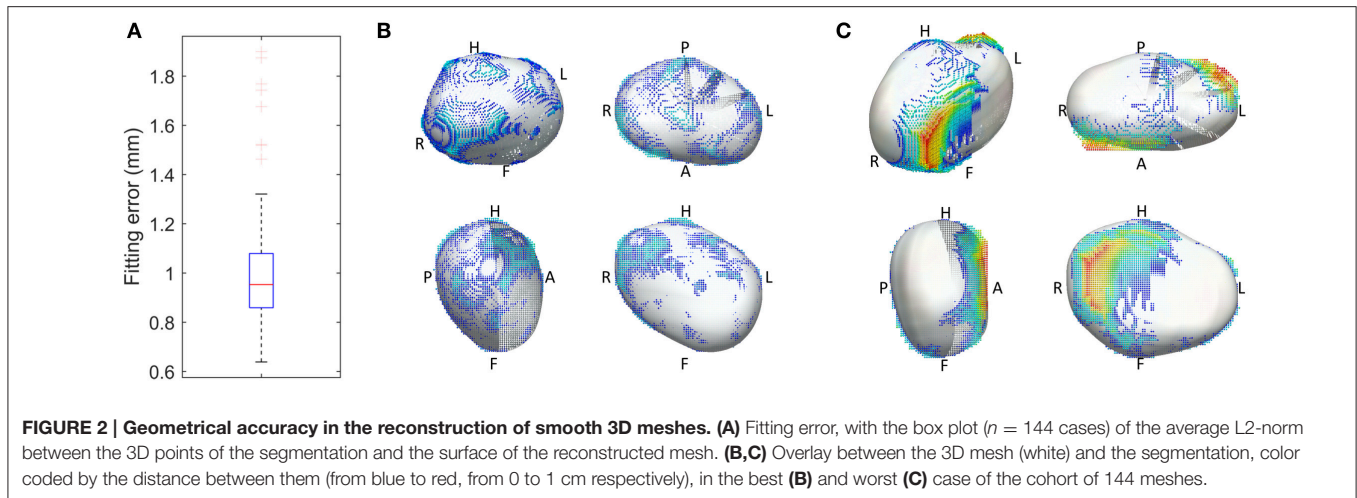 A
Fitting error (mm)
1.8
1.6
1.4
1.2
1
0.8
0.6
B
H
L
R
F
P
R
L
A
H
P
A
F
H
R
L
F
C
H
L
R
F
P
R
L
A
H
P
A
F
H
R
L
F
FIGURE 2 | Geometrical accuracy in the reconstruction of smooth 3D meshes. (A) Fitting error, with the box plot (n = 144 cases) of the average L2-norm
between the 3D points of the segmentation and the surface of the reconstructed mesh. (B,C) Overlay between the 3D mesh (white) and the segmentation, color
coded by the distance between them (from blue to red, from 0 to 1 cm respectively), in the best (B) and worst (C) case of the cohort of 144 meshes.